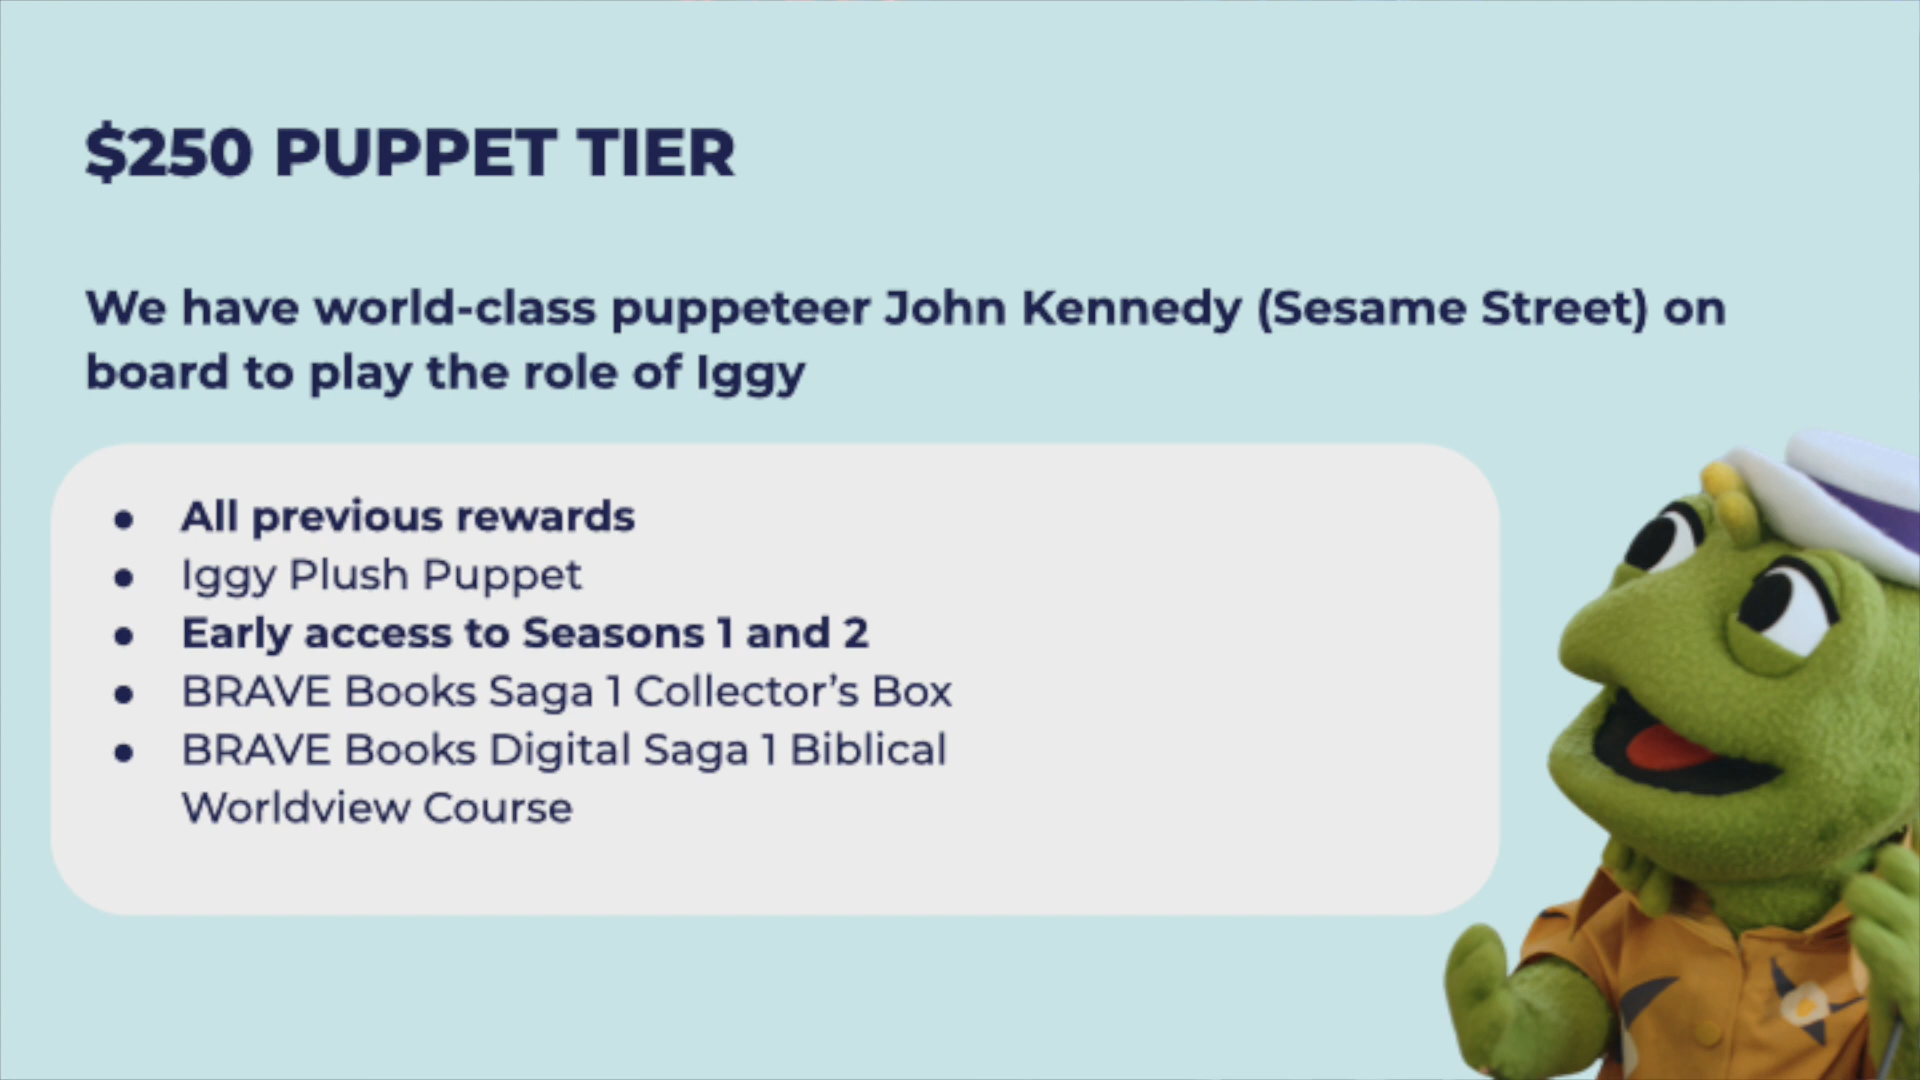 $250 PUPPET TIER
We have world-class puppeteer John Kennedy (Sesame Street) on
board to play the role of Iggy
● All previous rewards
● Iggy Plush Puppet
● Early access to Seasons 1 and 2
● BRAVE Books Saga 1 Collector’s Box
● BRAVE Books Digital Saga 1 Biblical
Worldview Course